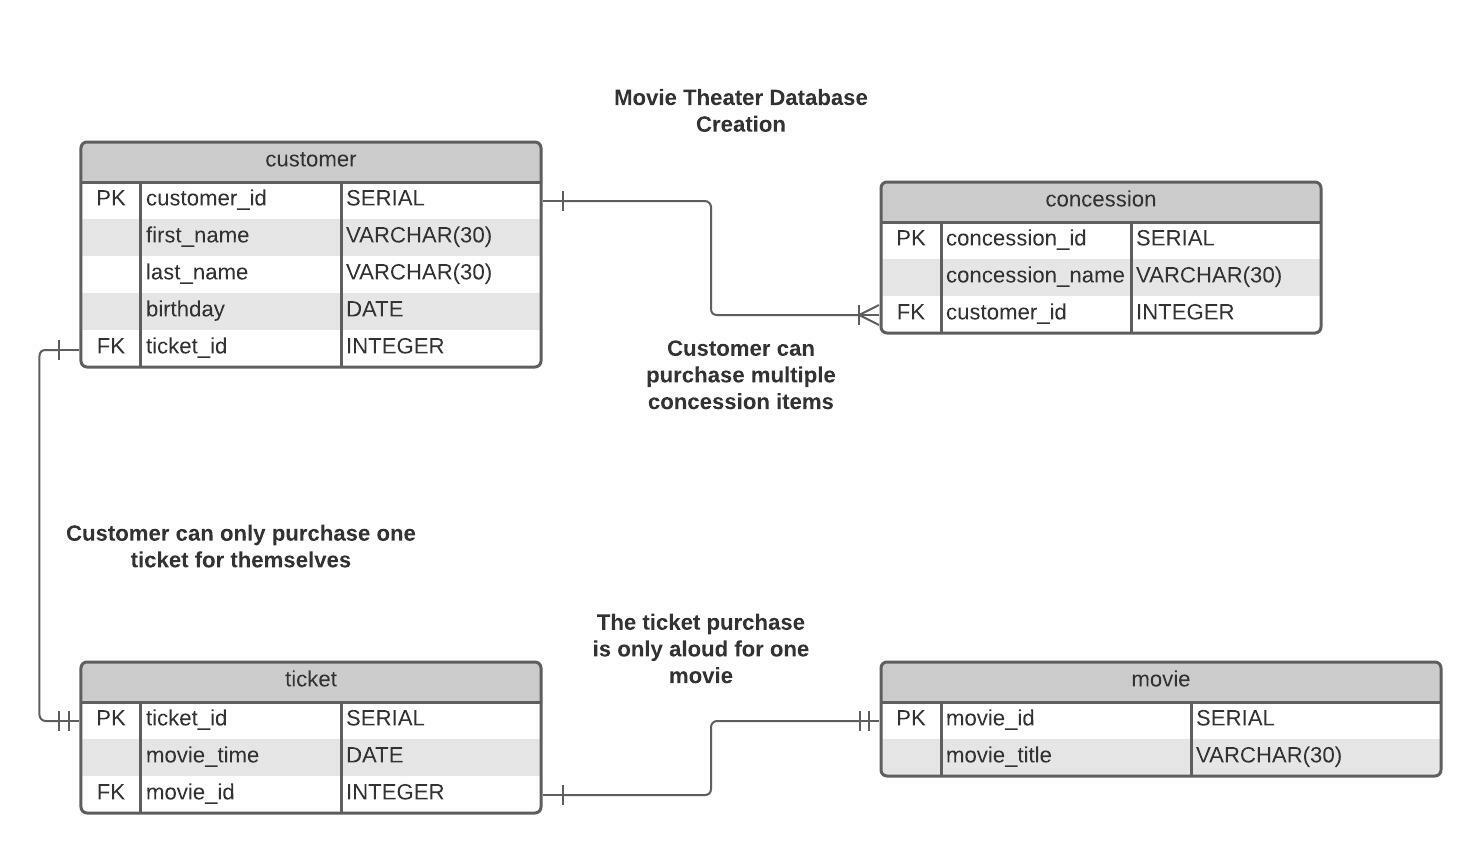 Movie Theater Database
Creation
customer
PK customer_id SERIAL
first_name VARCHAR(30)
last_name VARCHAR(30)
birthday DATE
FK ticket_id INTEGER
concession
PK concession_id SERIAL
concession_name VARCHAR(30)
FK customer_id INTEGER
Customer can
purchase multiple
concession items
Customer can only purchase one
ticket for themselves
The ticket purchase
is only aloud for one
movie
ticket
PK ticket_id SERIAL
movie_time DATE
FK movie_id INTEGER
movie
PK movie_id SERIAL
movie_title VARCHAR(30)